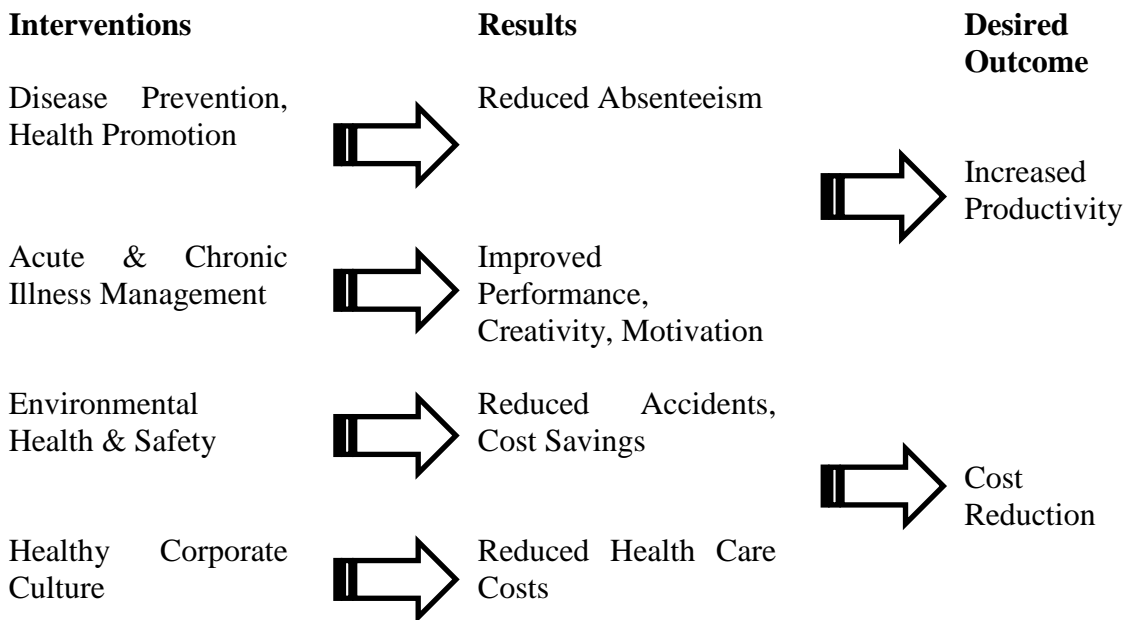 Interventions
Results
Desired
Outcome
Disease Prevention,
Health Promotion
Reduced Absenteeism
Increased
Productivity
Acute & Chronic
Illness Management
Improved
Performance,
Creativity, Motivation
Environmental
Health & Safety
Reduced Accidents,
Cost Savings
Cost
Reduction
Healthy Corporate
Culture
Reduced Health Care
Costs